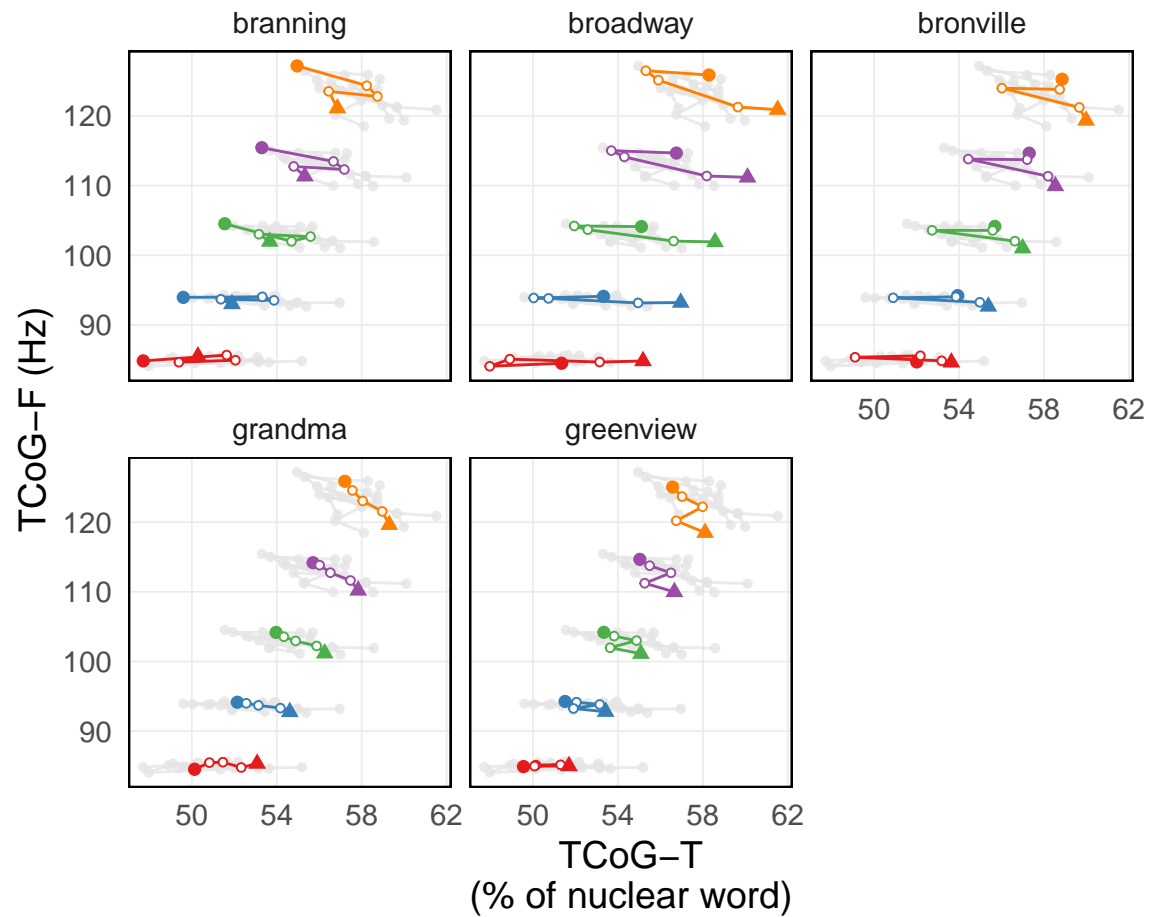 branning broadway bronville
120
110
100
90
50 54 58 62
grandma greenview
120
110
100
90
50 54 58 62 50 54 58 62
TCoG−F (Hz)
TCoG−T
(% of nuclear word)